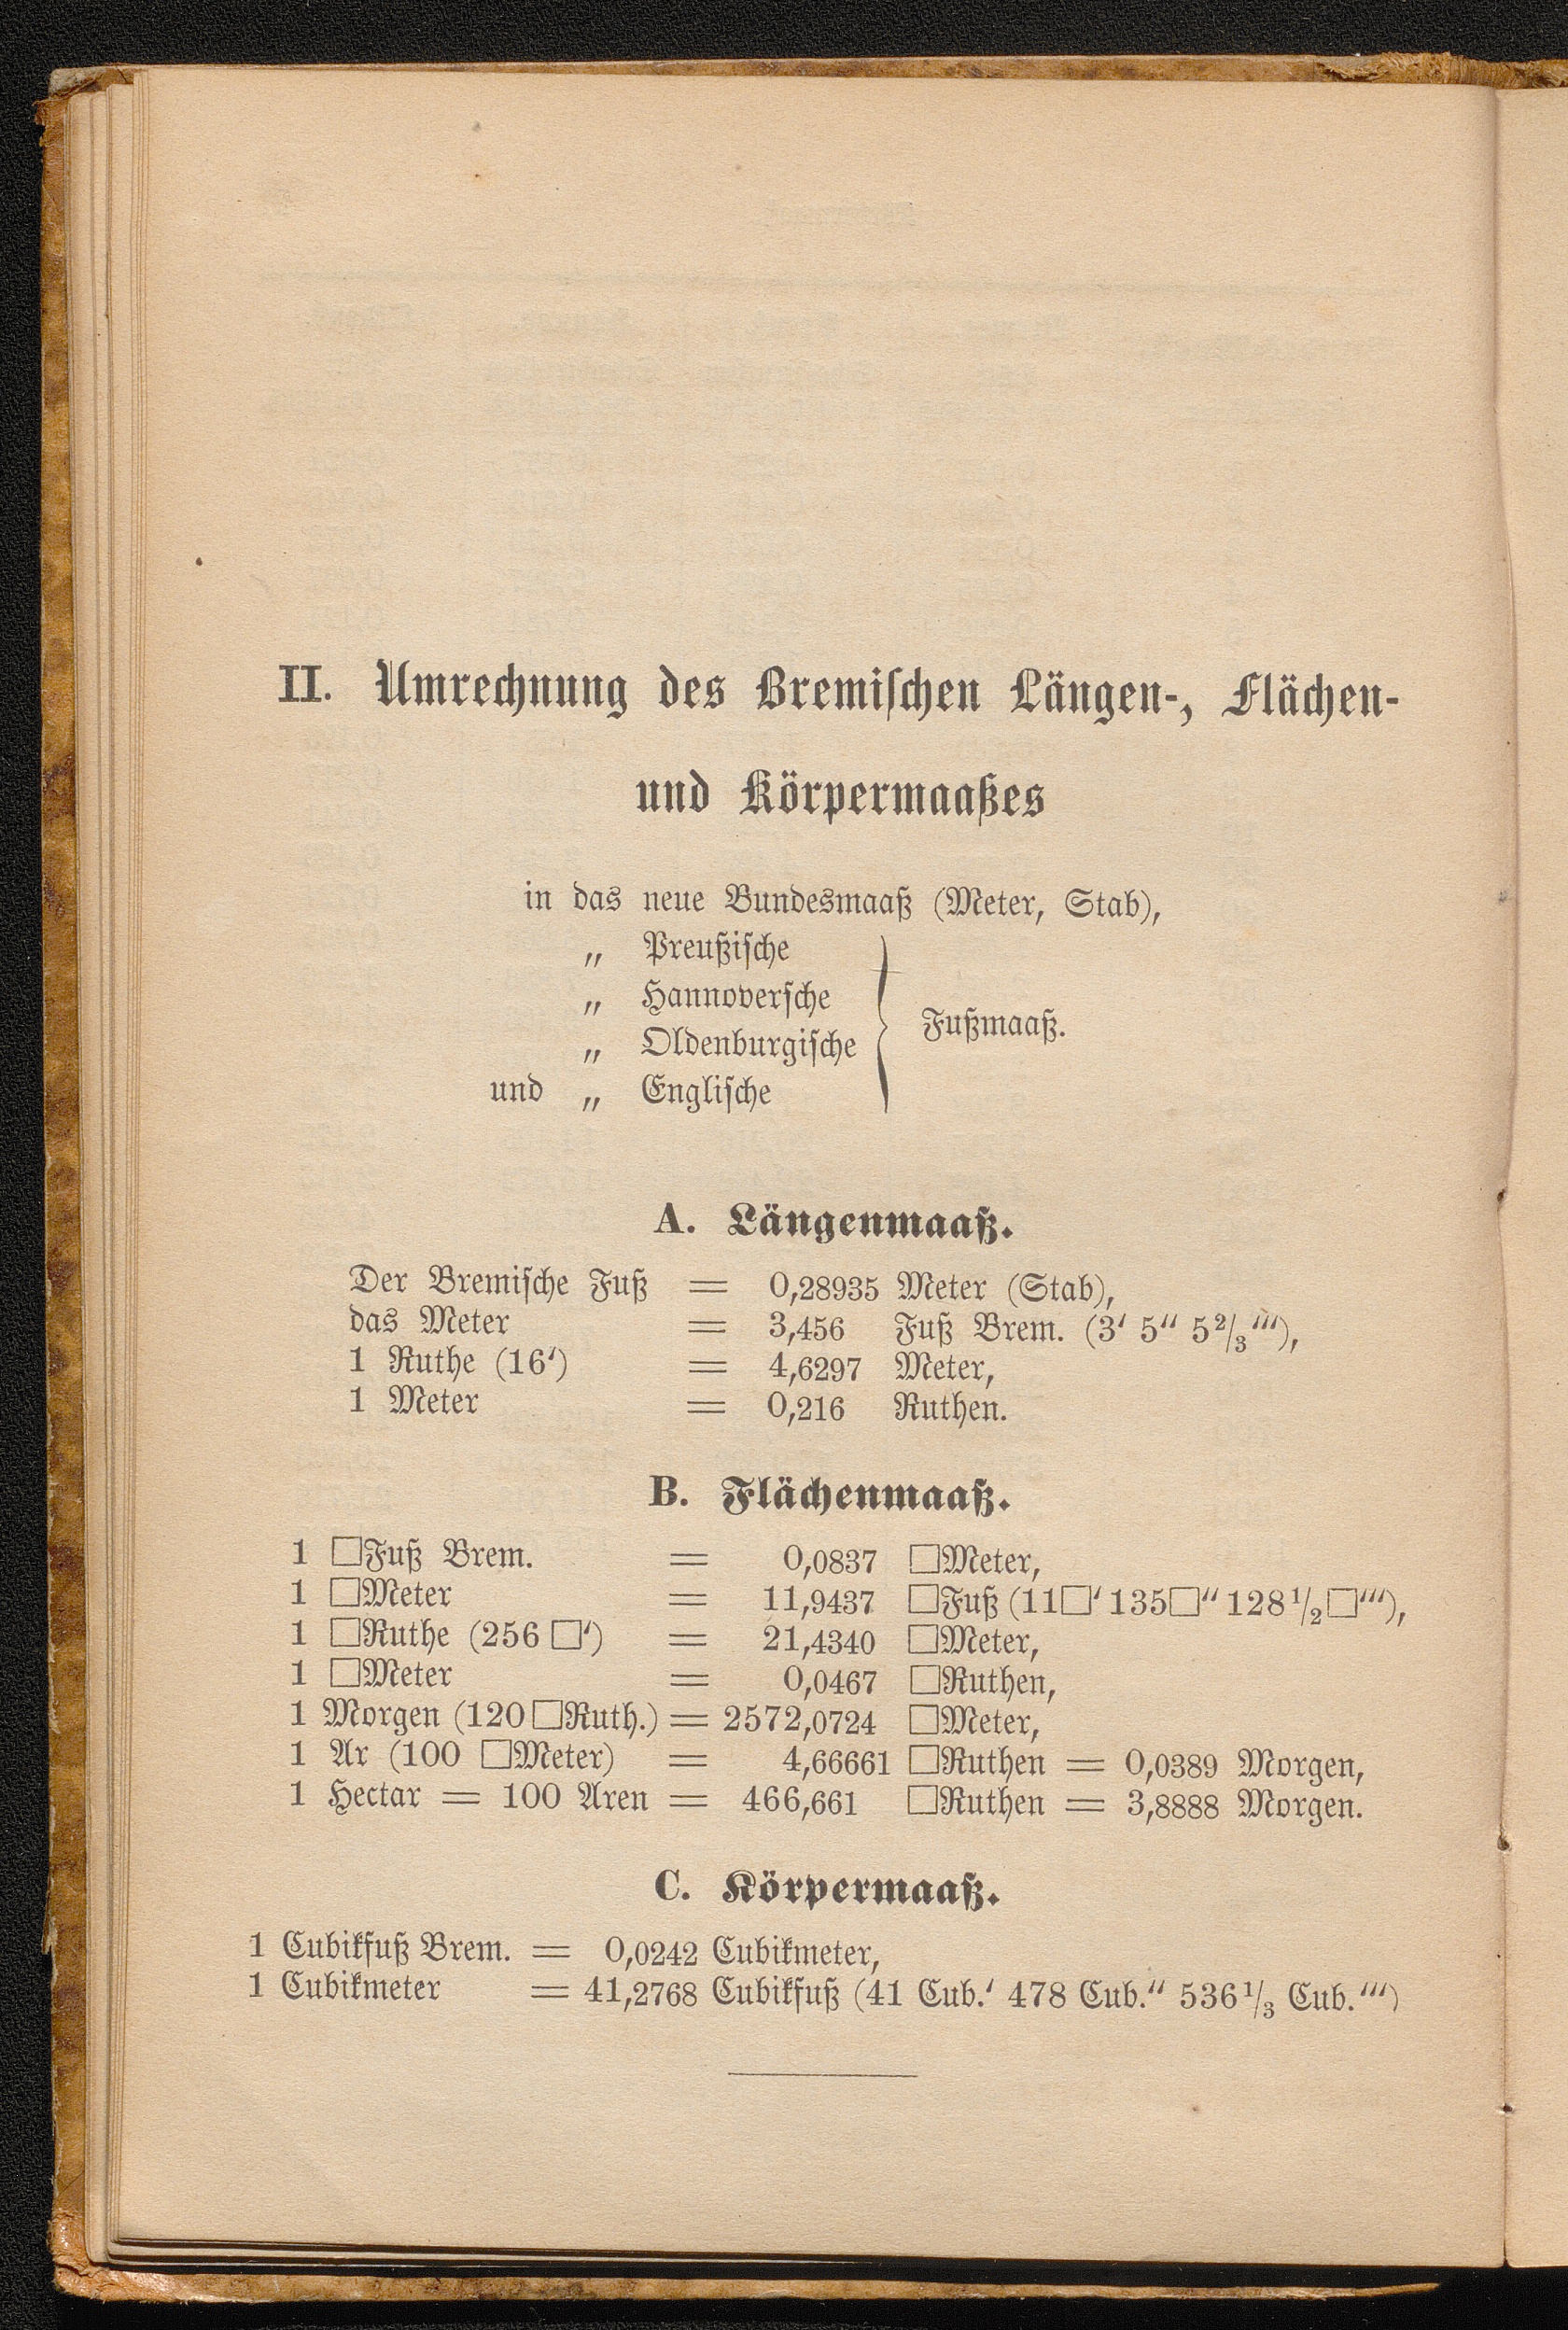 II. Umrechnung des Bremischen Längen-, Flächen-
und Körpermaaßes
in das neue Bundesmaaß (Meter, Stab),
„ Preußische
„ Hannoversche
„ Oldenburgische
und „ Englische
Fußmaaß.
A. Längenmaaß.
Der Bremische Fuß = 0,28935 Meter (Stab),
das Meter = 3,456 Fuß Brem. (3′ 5″ 5 2/3‴),
1 Ruthe (16′) = 4,6297 Meter,
1 Meter = 0,216 Ruthen.
B. Flächenmaaß.
1 □Fuß Brem. = 0,0837 □Meter,
1 □Meter = 11,9437 □Fuß (11□′ 135□″ 128 1/2□‴),
1 □Ruthe (256 □′) = 21,4340 □Meter,
1 □Meter = 0,0467 □Ruthen,
1 Morgen (120 □Ruth.) = 2572,0724 □Meter,
1 Ar (100 □Meter) = 4,66661 □Ruthen = 0,0389 Morgen,
1 Hectar = 100 Aren = 466,661 □Ruthen = 3,8888 Morgen.
C. Körpermaaß.
1 Cubikfuß Brem. = 0,0242 Cubikmeter,
1 Cubikmeter = 41,2768 Cubikfuß (41 Cub.′ 478 Cub.″ 536 1/3 Cub.‴)